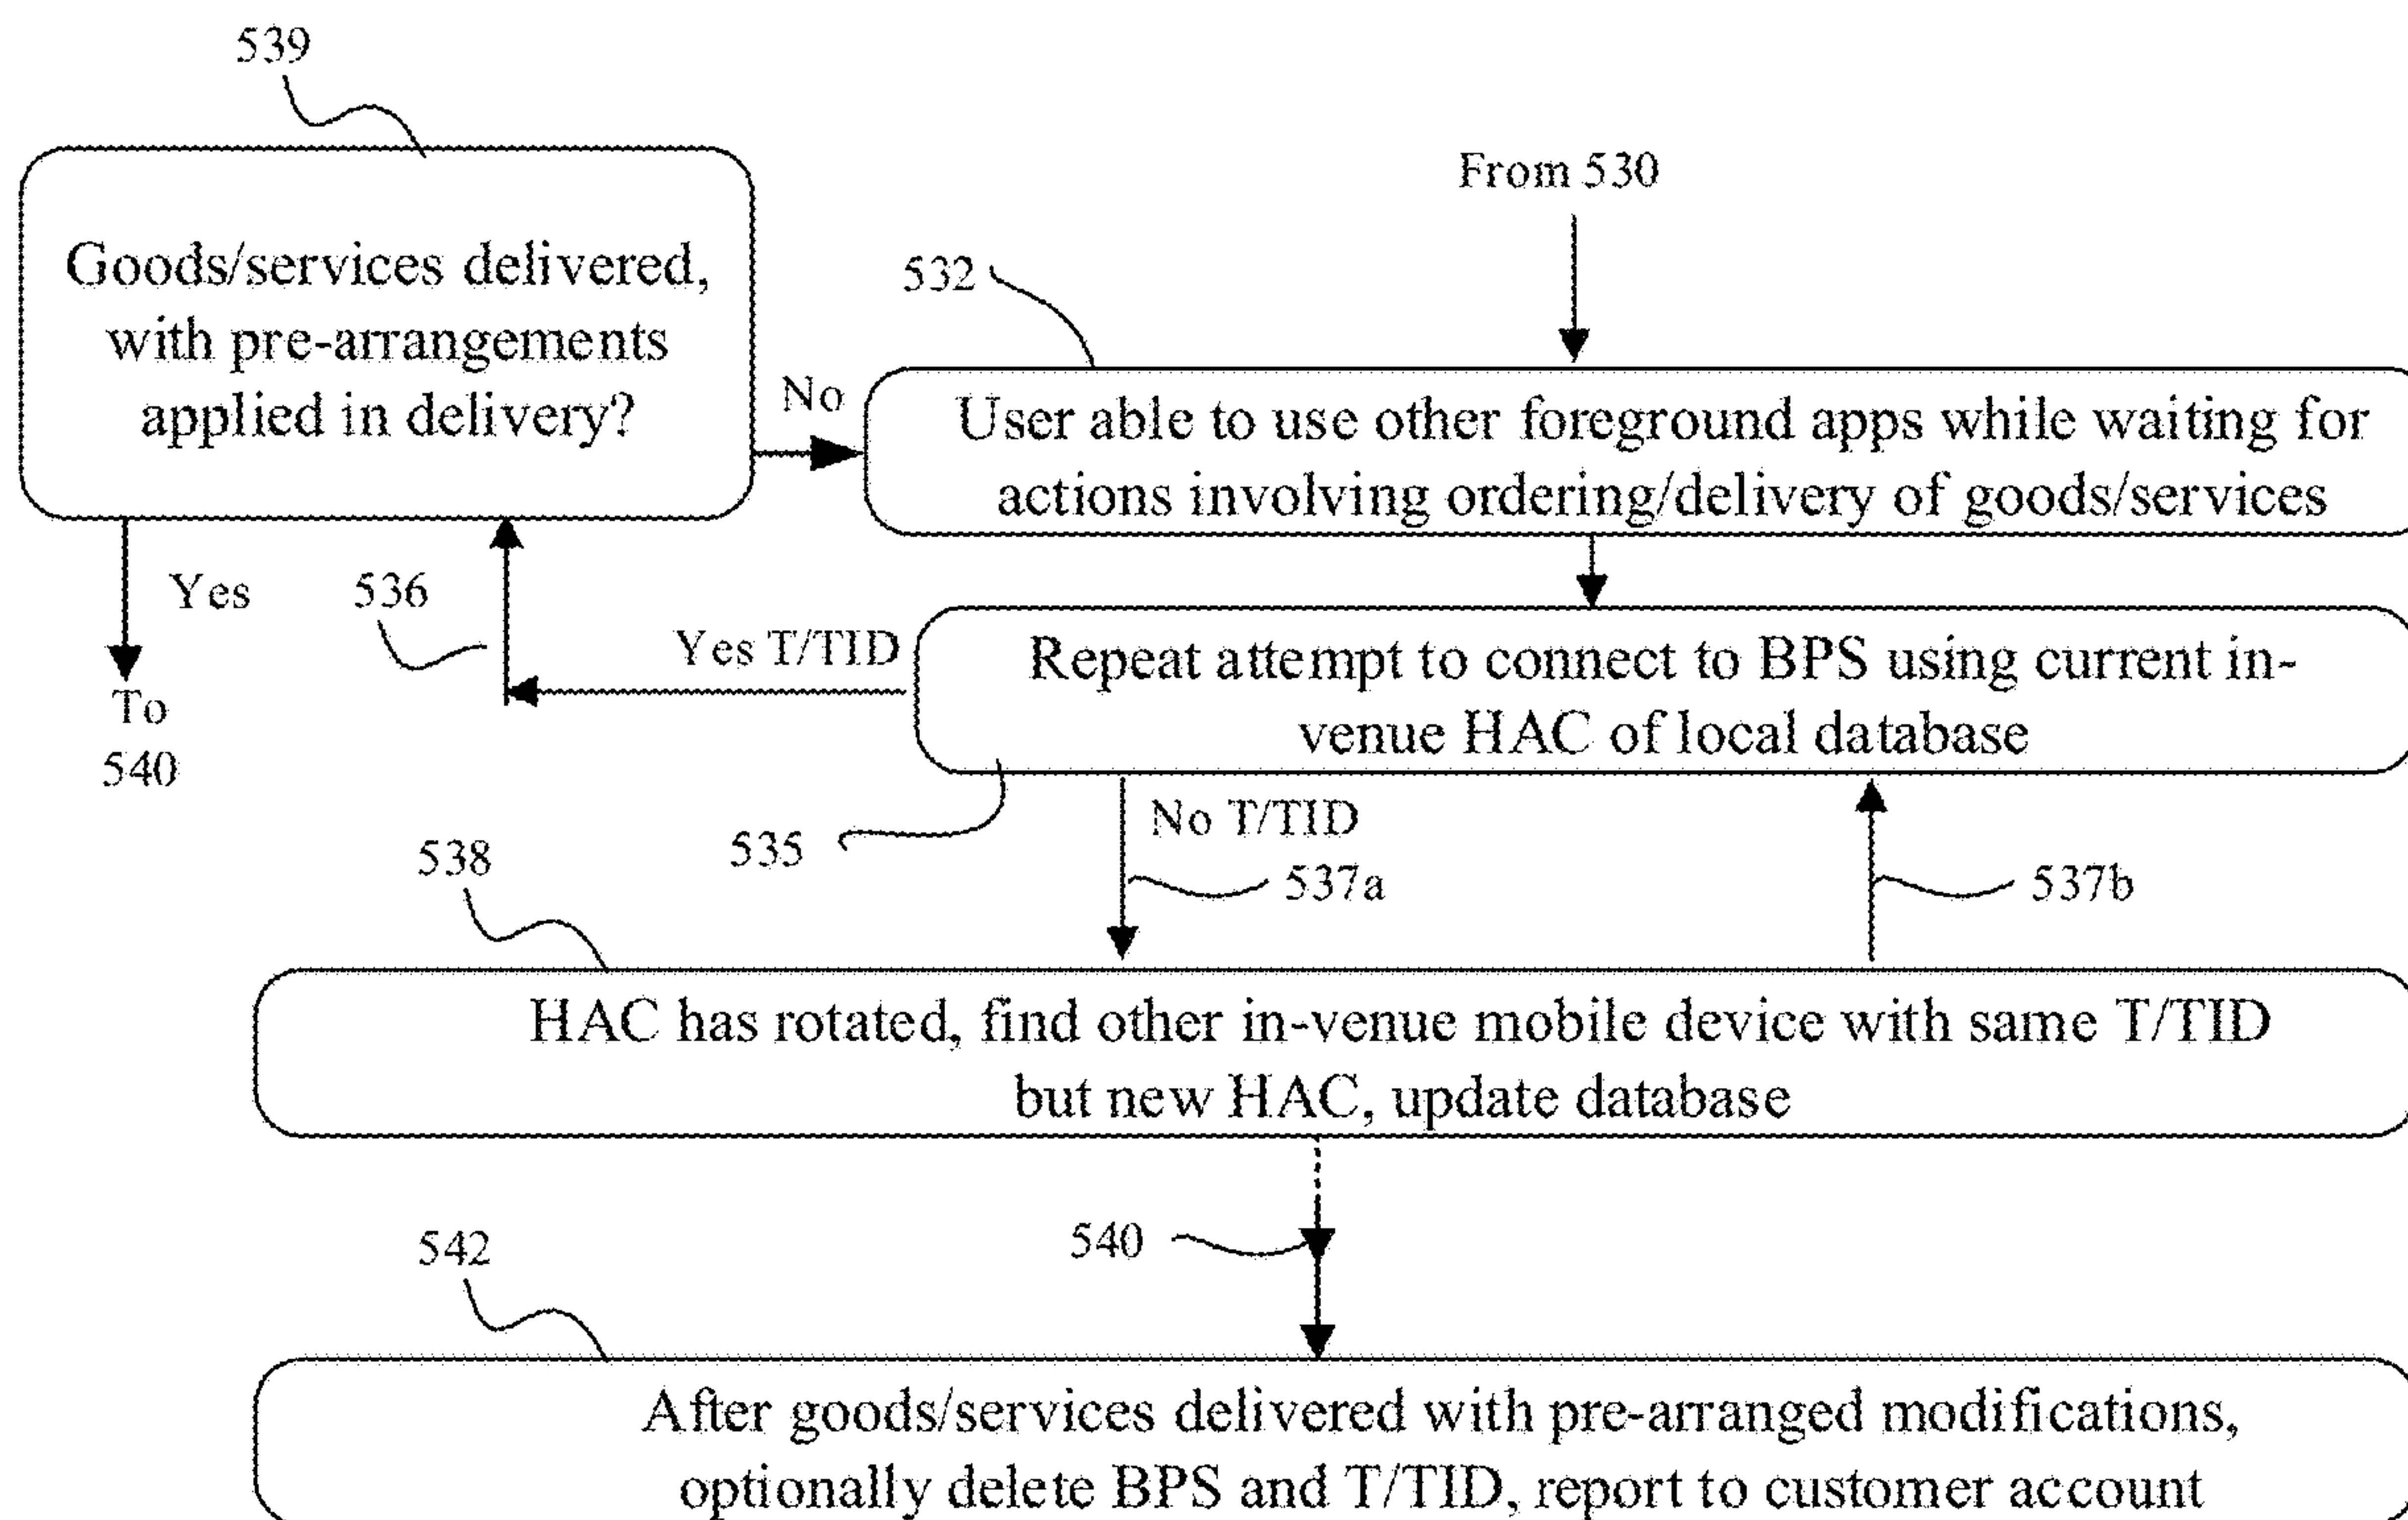 539
From 530
532
Goods/services delivered,
with pre-arrangements
applied in delivery?
No
User able to use other foreground apps while waiting for
actions involving ordering/delivery of goods/services
Yes
536
Yes T/TID
To
540
Repeat attempt to connect to BPS using current in-
venue HAC of local database
535
No T/TID
537a
537b
538
HAC has rotated, find other in-venue mobile device with same T/TID
but new HAC, update database
540
542
After goods/services delivered with pre-arranged modifications,
optionally delete BPS and T/TID, report to customer account